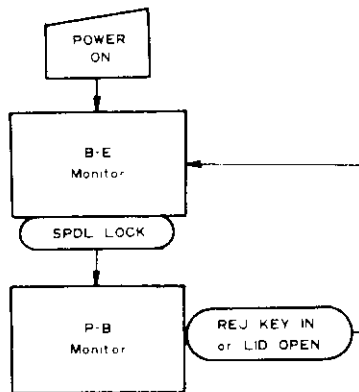 POWER
ON
B-E
Monitor
SPDL LOCK
P-B
Monitor
REJ KEY IN
or LID OPEN